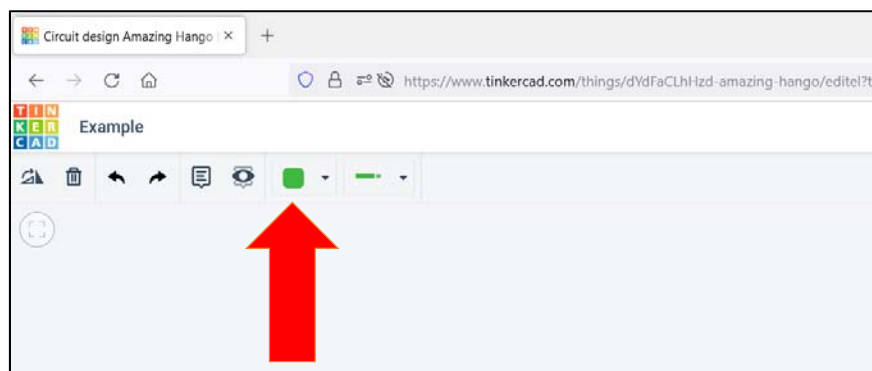 Circuit design Amazing Hango
https://www.tinkercad.com/things/dYdFaCLhHzd-amazing-hango/editel?t
TIN
KER
CAD
Example